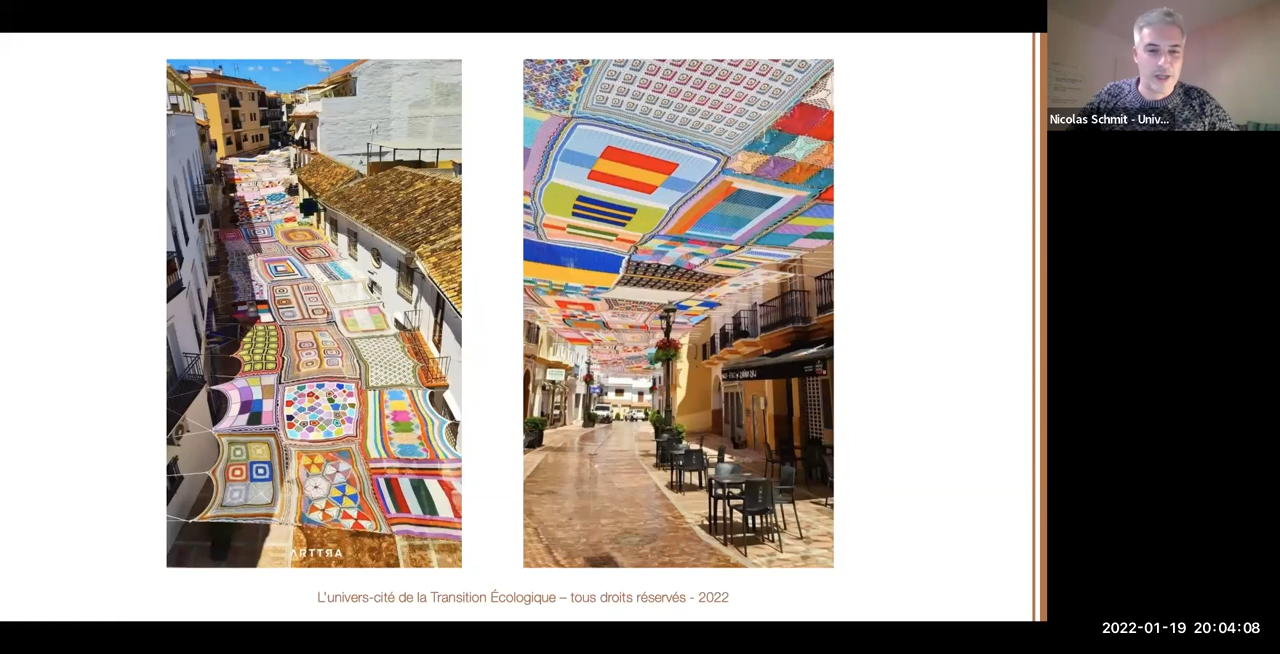 Nicolas Schmit - Univ...
ARTTRA
L'univers-cité de la Transition Écologique – tous droits réservés - 2022
2022-01-19 20:04:08